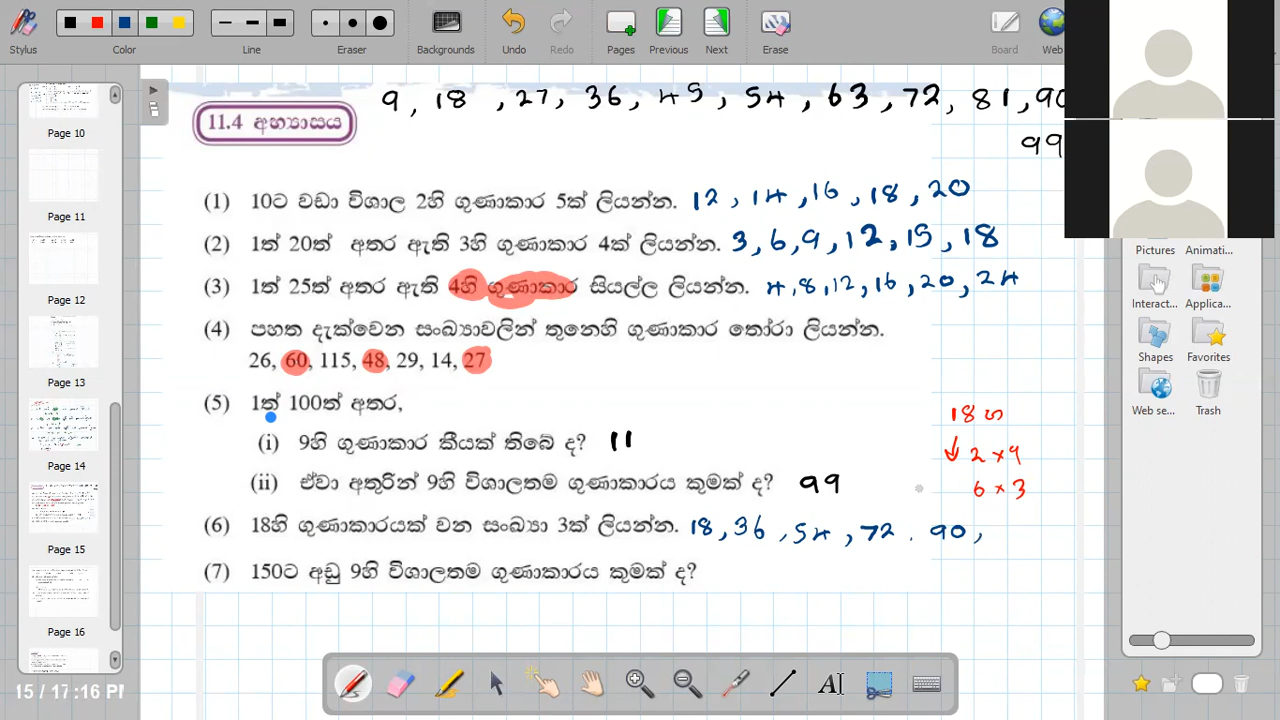 Stylus Color Line Eraser Backgrounds Undo Redo Pages Previous Next Erase Board Web
9, 18, 27, 36, 45, 54, 63, 72, 81, 90
99
11.4 අභ්‍යාසය
(1) 10ට වඩා විශාල 2හි ගුණාකාර 5ක් ලියන්න. 12, 14, 16, 18, 20
(2) 1ත් 20ත් අතර ඇති 3හි ගුණාකාර 4ක් ලියන්න. 3, 6, 9, 12, 15, 18
(3) 1ත් 25ත් අතර ඇති 4හි ගුණාකාර සියල්ල ලියන්න. 4, 8, 12, 16, 20, 24
(4) පහත දැක්වෙන සංඛ්‍යාවලින් තුනෙහි ගුණාකාර තෝරා ලියන්න.
26, 60, 115, 48, 29, 14, 27
(5) 1ත් 100ත් අතර,
(i) 9හි ගුණාකාර කීයක් තිබේ ද? 11
(ii) ඒවා අතුරින් 9හි විශාලතම ගුණාකාරය කුමක් ද? 99
18 හ
2 × 9
6 × 3
(6) 18හි ගුණාකාරයක් වන සංඛ්‍යා 3ක් ලියන්න. 18, 36, 54, 72, 90,
(7) 150ට අඩු 9හි විශාලතම ගුණාකාරය කුමක් ද?
Page 10
Page 11
Page 12
Page 13
Page 14
Page 15
Page 16
Pictures Animati...
Interact... Applica...
Shapes Favorites
Web se... Trash